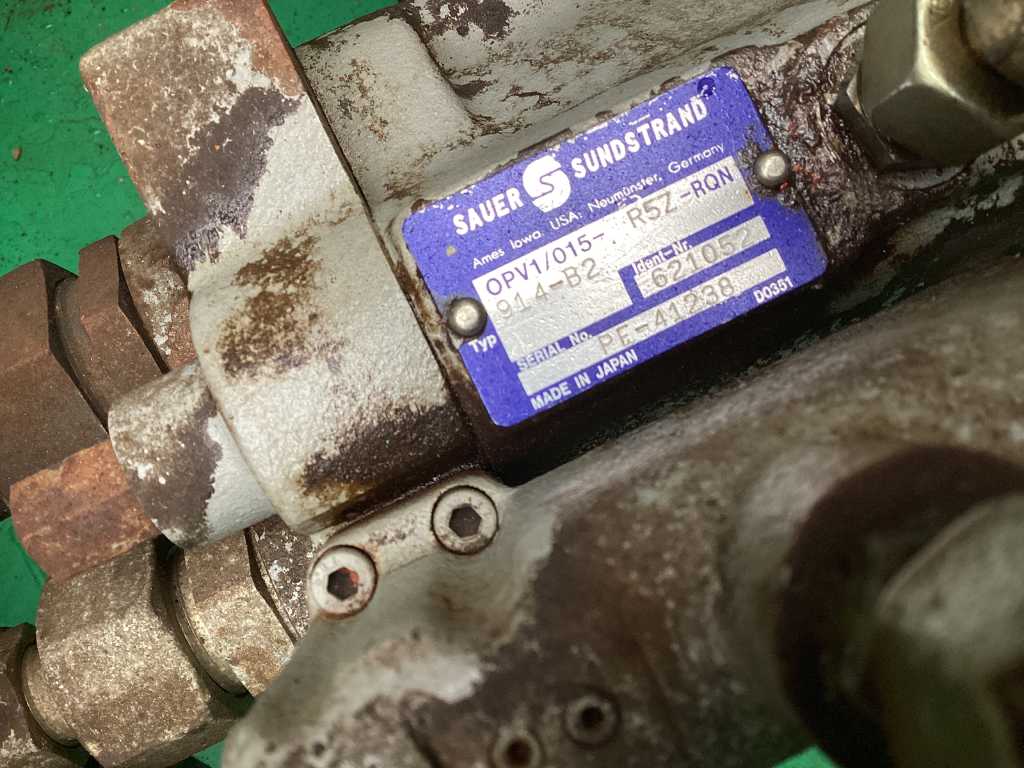 SAUER SUNDSTRAND
Ames Iowa. USA. Neumünster, Germany
OPV1/015- R5Z-RQN
Typ 914-B2 Ident-Nr. 621052
SERIAL No. PE-41238
MADE IN JAPAN D0351